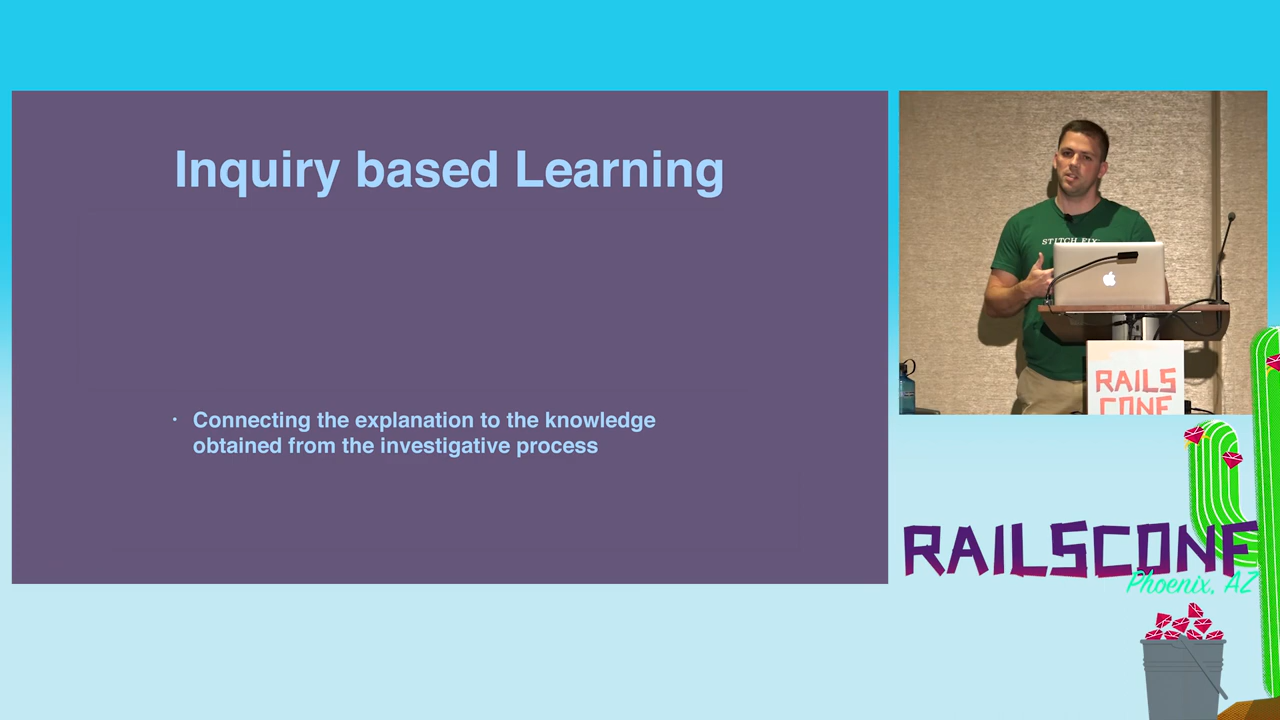 Inquiry based Learning
· Connecting the explanation to the knowledge
obtained from the investigative process
STITCH FIX
RAILS
CONF
RAILSCONF
Phoenix, AZ